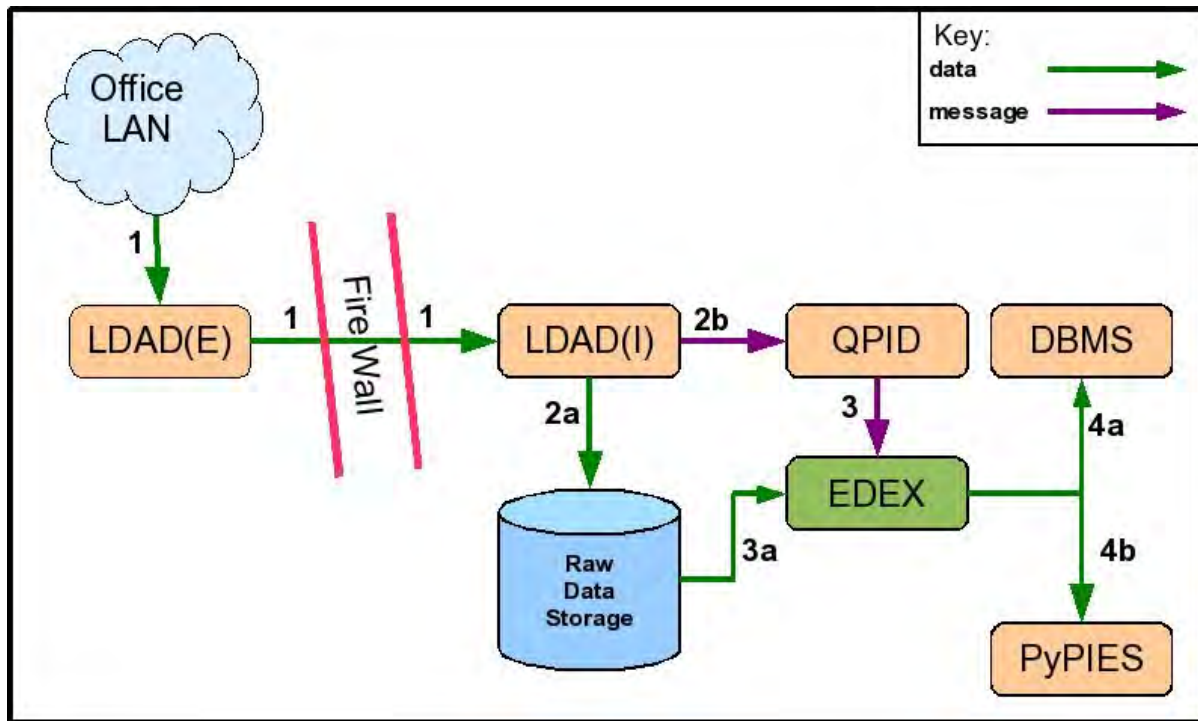 Key:
data
message
Office
LAN
1
LDAD(E)
1
Fire Wall
1
LDAD(I)
2b
QPID
DBMS
2a
3
4a
EDEX
Raw
Data
Storage
3a
4b
PyPIES